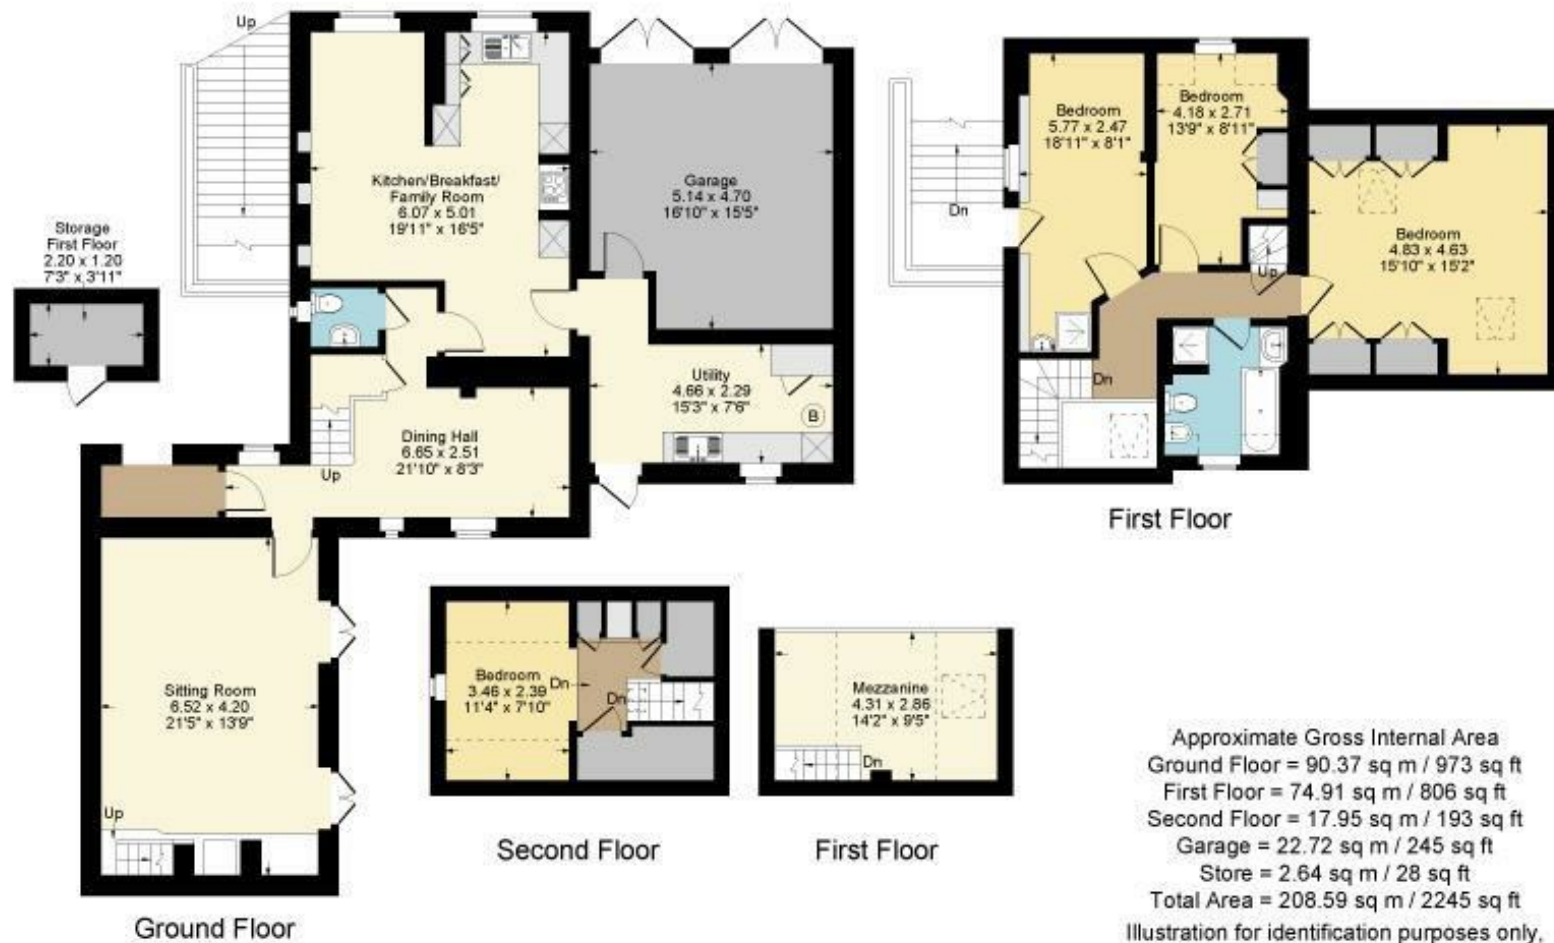 Up
Kitchen/Breakfast/
Family Room
6.07 x 5.01
19'11" x 16'5"
Garage
5.14 x 4.70
16'10" x 15'5"
Storage
First Floor
2.20 x 1.20
7'3" x 3'11"
Utility
4.66 x 2.29
15'3" x 7'6"
B
Dining Hall
6.65 x 2.51
21'10" x 8'3"
Up
Sitting Room
6.52 x 4.20
21'5" x 13'9"
Up
Ground Floor
Bedroom
5.77 x 2.47
18'11" x 8'1"
Bedroom
4.18 x 2.71
13'9" x 8'11"
Dn
Bedroom
4.83 x 4.63
15'10" x 15'2"
Up
Dn
First Floor
Bedroom
3.46 x 2.39
11'4" x 7'10"
Dn
Dn
Second Floor
Mezzanine
4.31 x 2.86
14'2" x 9'5"
Dn
First Floor
Approximate Gross Internal Area
Ground Floor = 90.37 sq m / 973 sq ft
First Floor = 74.91 sq m / 806 sq ft
Second Floor = 17.95 sq m / 193 sq ft
Garage = 22.72 sq m / 245 sq ft
Store = 2.64 sq m / 28 sq ft
Total Area = 208.59 sq m / 2245 sq ft
Illustration for identification purposes only,